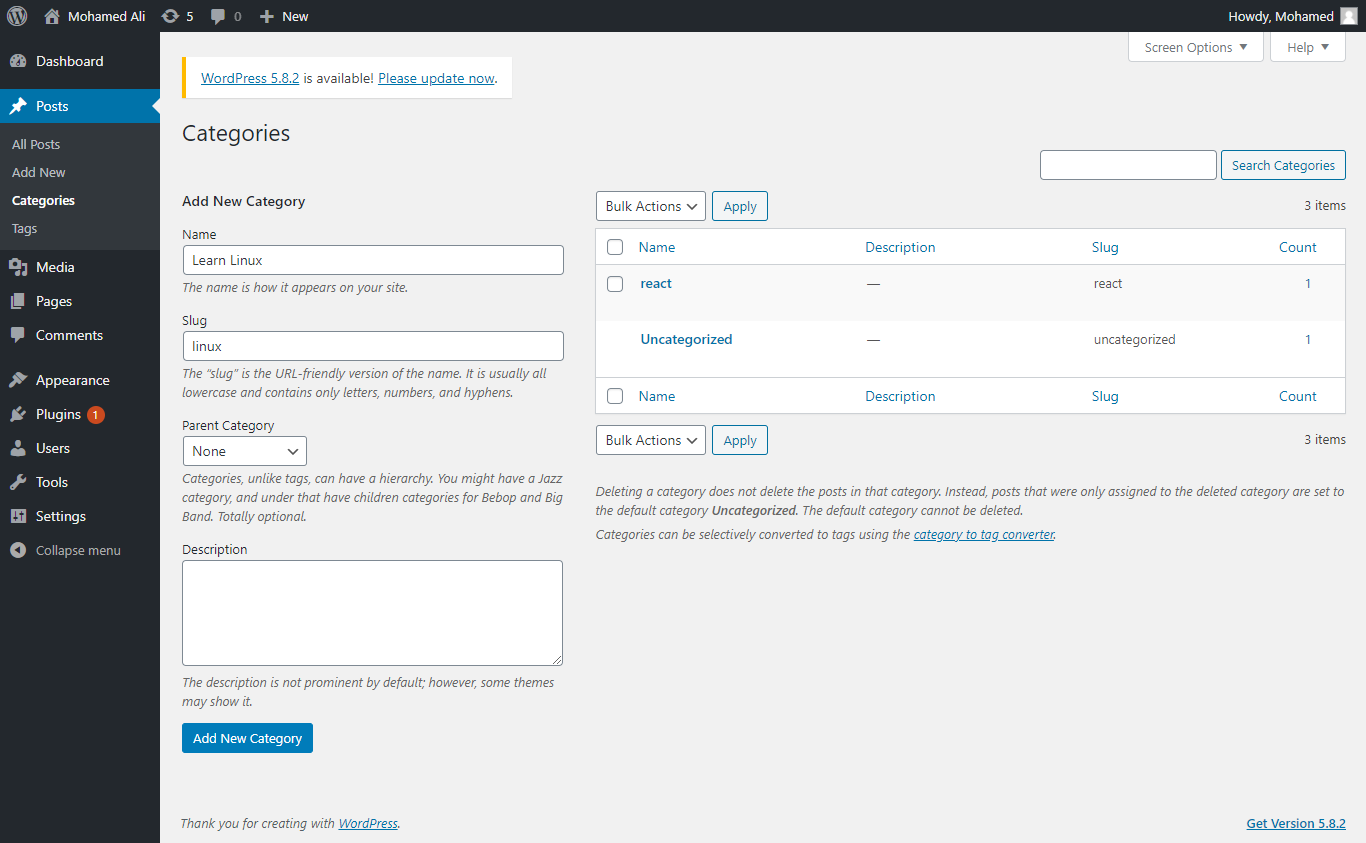 Mohamed Ali 5 0 New Howdy, Mohamed
Dashboard
Posts
All Posts
Add New
Categories
Tags
Media
Pages
Comments
Appearance
Plugins 1
Users
Tools
Settings
Collapse menu
Screen Options Help
WordPress 5.8.2 is available! Please update now.
Categories
Search Categories
Add New Category
Name
Learn Linux
The name is how it appears on your site.
Slug
linux
The “slug” is the URL-friendly version of the name. It is usually all
lowercase and contains only letters, numbers, and hyphens.
Parent Category
None
Categories, unlike tags, can have a hierarchy. You might have a Jazz
category, and under that have children categories for Bebop and Big
Band. Totally optional.
Description
The description is not prominent by default; however, some themes
may show it.
Add New Category
Bulk Actions Apply 3 items
Name Description Slug Count
react — react 1
Uncategorized — uncategorized 1
Name Description Slug Count
Bulk Actions Apply 3 items
Deleting a category does not delete the posts in that category. Instead, posts that were only assigned to the deleted category are set to
the default category Uncategorized. The default category cannot be deleted.
Categories can be selectively converted to tags using the category to tag converter.
Thank you for creating with WordPress. Get Version 5.8.2